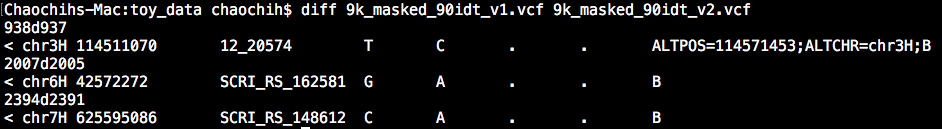 [Chaochihs-Mac:toy_data chaochih$ diff 9k_masked_90idt_v1.vcf 9k_masked_90idt_v2.vcf
938d937
< chr3H 114511070 12_20574 T C . . ALTPOS=114571453;ALTCHR=chr3H;B
2007d2005
< chr6H 42572272 SCRI_RS_162581 G A . . B
2394d2391
< chr7H 625595086 SCRI_RS_148612 C A . . B